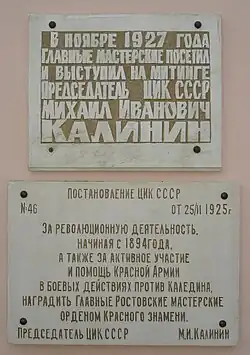 В НОЯБРЕ 1927 ГОДА
ГЛАВНЫЕ МАСТЕРСКИЕ ПОСЕТИЛ
И ВЫСТУПИЛ НА МИТИНГЕ
ПРЕДСЕДАТЕЛЬ ЦИК СССР
МИХАИЛ ИВАНОВИЧ
КАЛИНИН
ПОСТАНОВЛЕНИЕ ЦИК СССР
№46 ОТ 25/II 1925г
ЗА РЕВОЛЮЦИОННУЮ ДЕЯТЕЛЬНОСТЬ,
НАЧИНАЯ С 1894ГОДА,
А ТАКЖЕ ЗА АКТИВНОЕ УЧАСТИЕ
И ПОМОЩЬ КРАСНОЙ АРМИИ
В БОЕВЫХ ДЕЙСТВИЯХ ПРОТИВ КАЛЕДИНА,
НАГРАДИТЬ ГЛАВНЫЕ РОСТОВСКИЕ МАСТЕРСКИЕ
ОРДЕНОМ КРАСНОГО ЗНАМЕНИ.
ПРЕДСЕДАТЕЛЬ ЦИК СССР М.И.КАЛИНИН